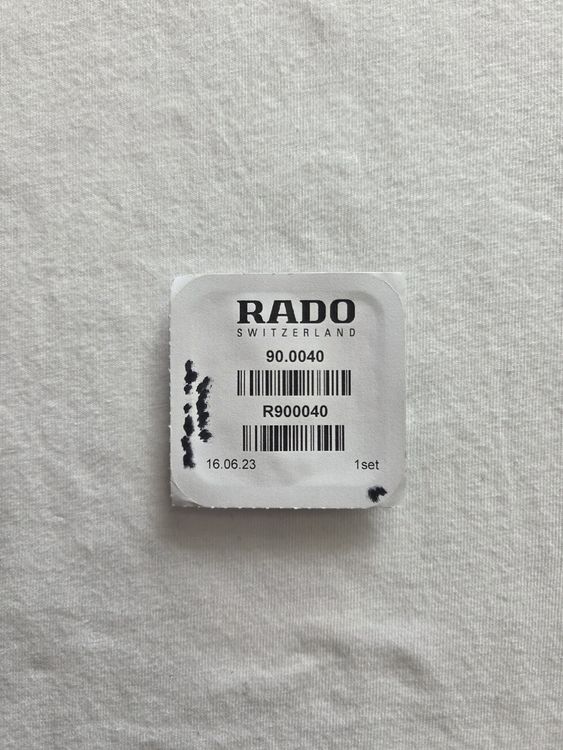 RADO
SWITZERLAND
90.0040
R900040
16.06.23 1set